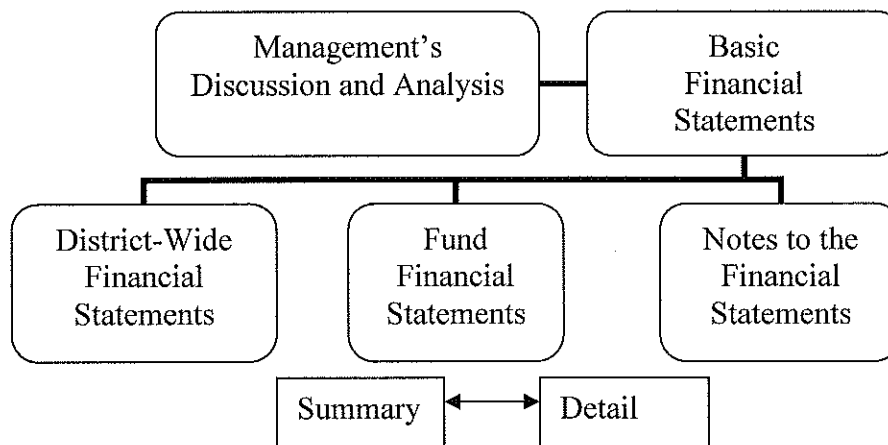 Management's
Discussion and Analysis
Basic
Financial
Statements
District-Wide
Financial
Statements
Fund
Financial
Statements
Notes to the
Financial
Statements
Summary
Detail